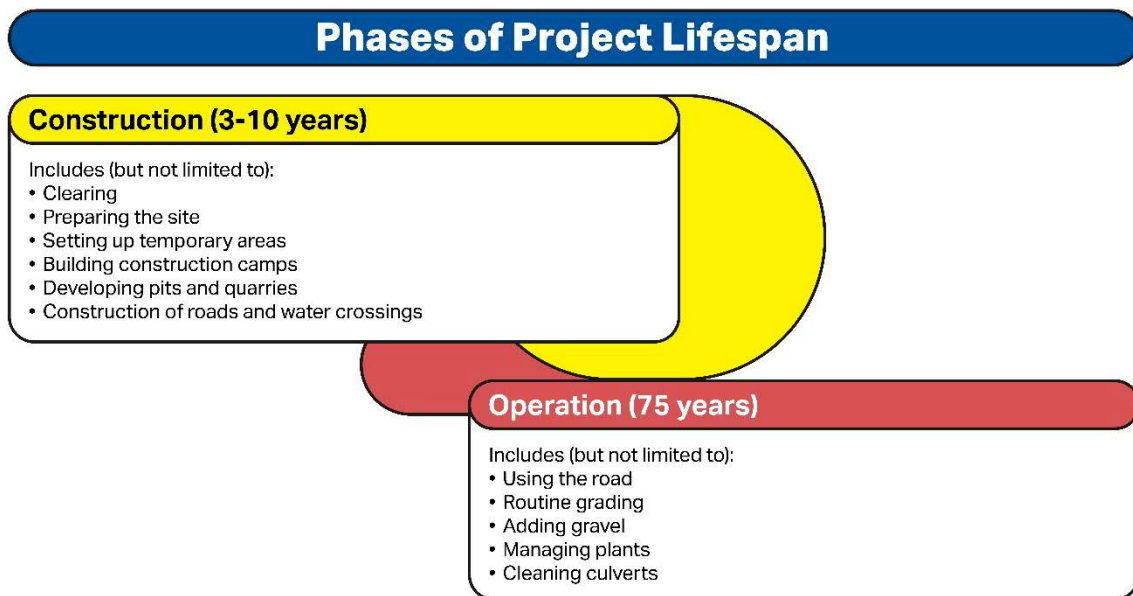 Phases of Project Lifespan
Construction (3-10 years)
Includes (but not limited to):
• Clearing
• Preparing the site
• Setting up temporary areas
• Building construction camps
• Developing pits and quarries
• Construction of roads and water crossings
Operation (75 years)
Includes (but not limited to):
• Using the road
• Routine grading
• Adding gravel
• Managing plants
• Cleaning culverts